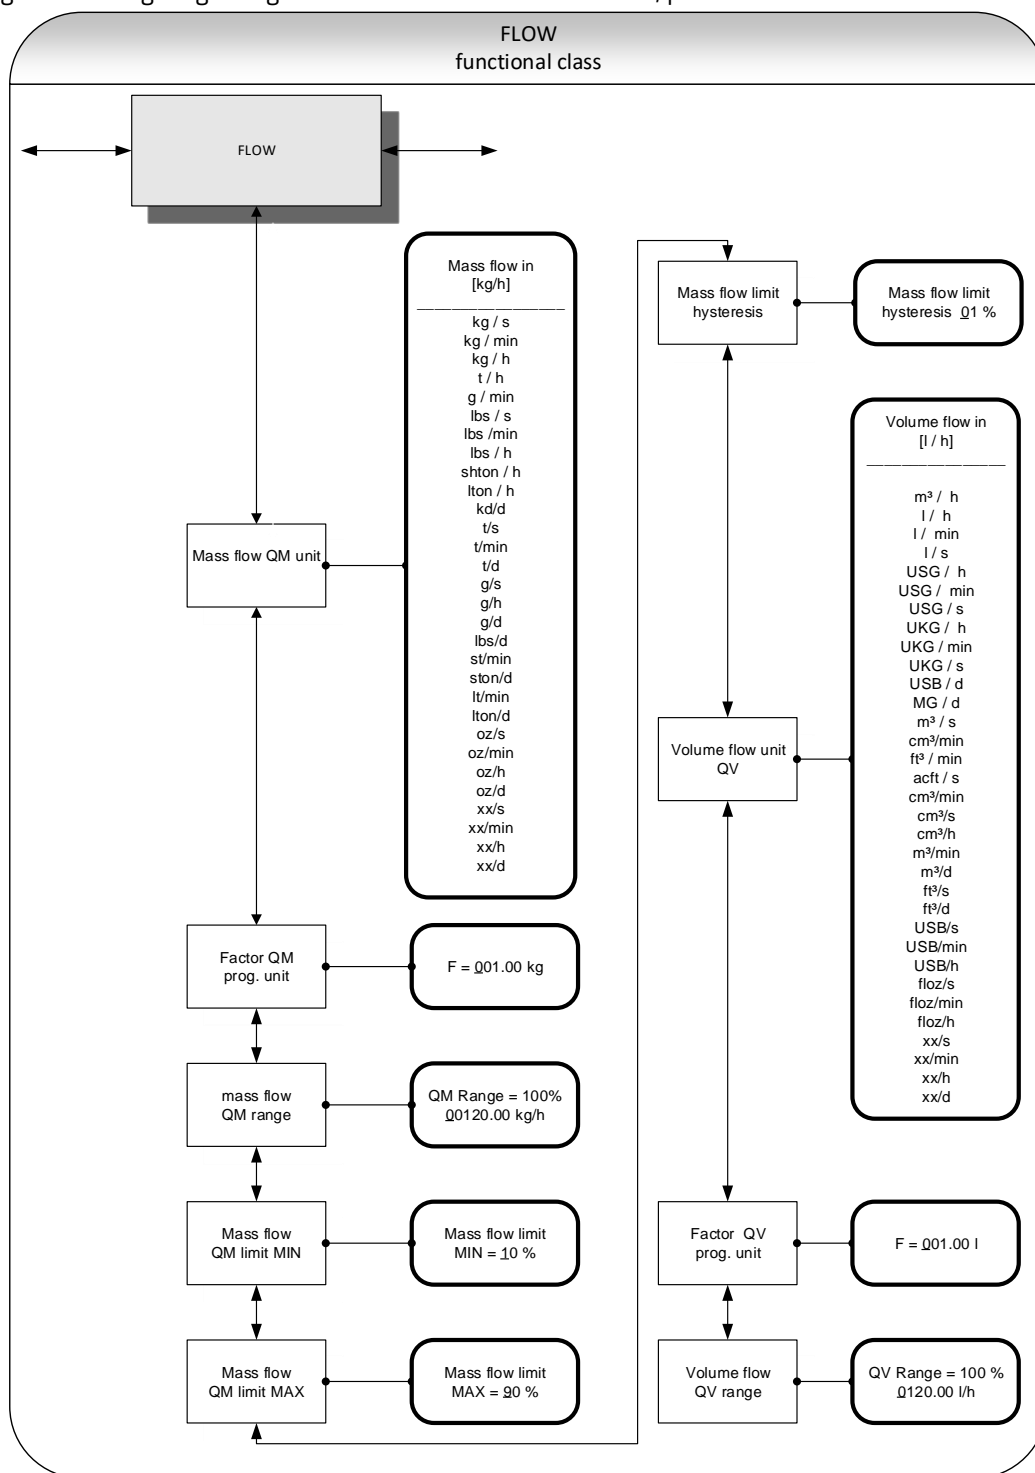 FLOW
functional class
FLOW
Mass flow in
[kg/h]
kg / s
kg / min
kg / h
t / h
g / min
lbs / s
lbs /min
lbs / h
shton / h
lton / h
kd/d
t/s
t/min
t/d
g/s
g/h
g/d
lbs/d
st/min
ston/d
lt/min
lton/d
oz/s
oz/min
oz/h
oz/d
xx/s
xx/min
xx/h
xx/d
Mass flow QM unit
Factor QM
prog. unit
F = 001.00 kg
mass flow
QM range
QM Range = 100%
00120.00 kg/h
Mass flow
QM limit MIN
Mass flow limit
MIN = 10 %
Mass flow
QM limit MAX
Mass flow limit
MAX = 90 %
Mass flow limit
hysteresis
Mass flow limit
hysteresis 01 %
Volume flow in
[l / h]
m³ / h
l / h
l / min
l / s
USG / h
USG / min
USG / s
UKG / h
UKG / min
UKG / s
USB / d
MG / d
m³ / s
cm³/min
ft³ / min
acft / s
cm³/min
cm³/s
cm³/h
m³/min
m³/d
ft³/s
ft³/d
USB/s
USB/min
USB/h
floz/s
floz/min
floz/h
xx/s
xx/min
xx/h
xx/d
Volume flow unit
QV
Factor QV
prog. unit
F = 001.00 l
Volume flow
QV range
QV Range = 100 %
0120.00 l/h